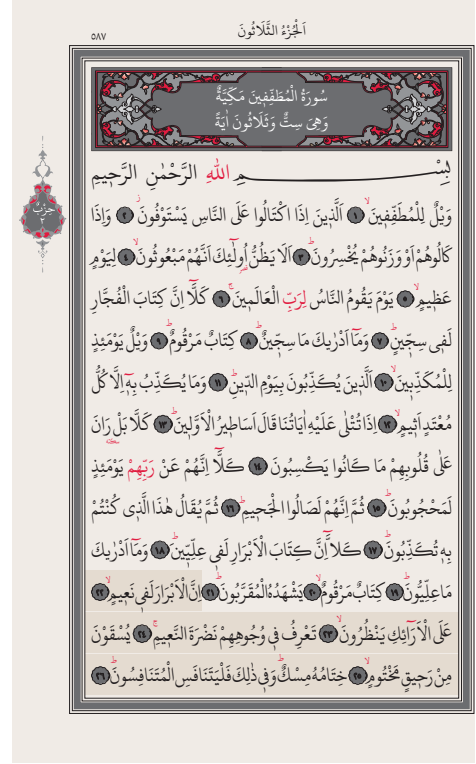 اَلْجُزْءُ الثَّلَاثُونَ
٥٨٧
سُورَةُ الْمُطَفِّفِينَ مَكِّيَّةٌ
وَهِيَ سِتٌّ وَثَلَاثُونَ اٰيَةً
حِزْبُ
٢
بِسْمِ اللهِ الرَّحْمٰنِ الرَّحِيمِ
وَيْلٌ لِلْمُطَفِّفِينَۙ ﴿١﴾ اَلَّذِينَ اِذَا اكْتَالُوا عَلَى النَّاسِ يَسْتَوْفُونَۘ ﴿٢﴾ وَاِذَا
كَالُوهُمْ اَوْ وَزَنُوهُمْ يُخْسِرُونَۜ ﴿٣﴾ اَلَا يَظُنُّ اُو۬لٰٓئِكَ اَنَّهُمْ مَبْعُوثُونَۙ ﴿٤﴾ لِيَوْمٍ
عَظِيمٍۙ ﴿٥﴾ يَوْمَ يَقُومُ النَّاسُ لِرَبِّ الْعَالَمِينَۜ ﴿٦﴾ كَلَّٓا اِنَّ كِتَابَ الْفُجَّارِ
لَفِي سِجِّينٍۜ ﴿٧﴾ وَمَٓا اَدْرٰيكَ مَا سِجِّينٌۜ ﴿٨﴾ كِتَابٌ مَرْقُومٌۜ ﴿٩﴾ وَيْلٌ يَوْمَئِذٍ
لِلْمُكَذِّبِينَۙ ﴿١٠﴾ اَلَّذِينَ يُكَذِّبُونَ بِيَوْمِ الدِّينِۜ ﴿١١﴾ وَمَا يُكَذِّبُ بِهِٓ اِلَّا كُلُّ
مُعْتَدٍ اَثِيمٍۙ ﴿١٢﴾ اِذَا تُتْلٰى عَلَيْهِ اٰيَاتُنَا قَالَ اَسَاطِيرُ الْاَوَّلِينَۜ ﴿١٣﴾ كَلَّا بَلْ رَانَ
عَلٰى قُلُوبِهِمْ مَا كَانُوا يَكْسِبُونَ ﴿١٤﴾ كَلَّٓا اِنَّهُمْ عَنْ رَبِّهِمْ يَوْمَئِذٍ
لَمَحْجُوبُونَۜ ﴿١٥﴾ ثُمَّ اِنَّهُمْ لَصَالُوا الْجَحِيمِۜ ﴿١٦﴾ ثُمَّ يُقَالُ هٰذَا الَّذِي كُنْتُمْ
بِهِ تُكَذِّبُونَۜ ﴿١٧﴾ كَلَّٓا اِنَّ كِتَابَ الْاَبْرَارِ لَفِي عِلِّيِّينَۜ ﴿١٨﴾ وَمَٓا اَدْرٰيكَ
مَا عِلِّيُّونَۜ ﴿١٩﴾ كِتَابٌ مَرْقُومٌۙ ﴿٢٠﴾ يَشْهَدُهُ الْمُقَرَّبُونَۜ ﴿٢١﴾ اِنَّ الْاَبْرَارَ لَفِي نَعِيمٍۙ ﴿٢٢﴾
عَلَى الْاَرَٓائِكِ يَنْظُرُونَۙ ﴿٢٣﴾ تَعْرِفُ فِي وُجُوهِهِمْ نَضْرَةَ النَّعِيمِۚ ﴿٢٤﴾ يُسْقَوْنَ
مِنْ رَحِيقٍ مَخْتُومٍۙ ﴿٢٥﴾ خِتَامُهُ مِسْكٌۜ وَفِي ذٰلِكَ فَلْيَتَنَافَسِ الْمُتَنَافِسُونَۜ ﴿٢٦﴾